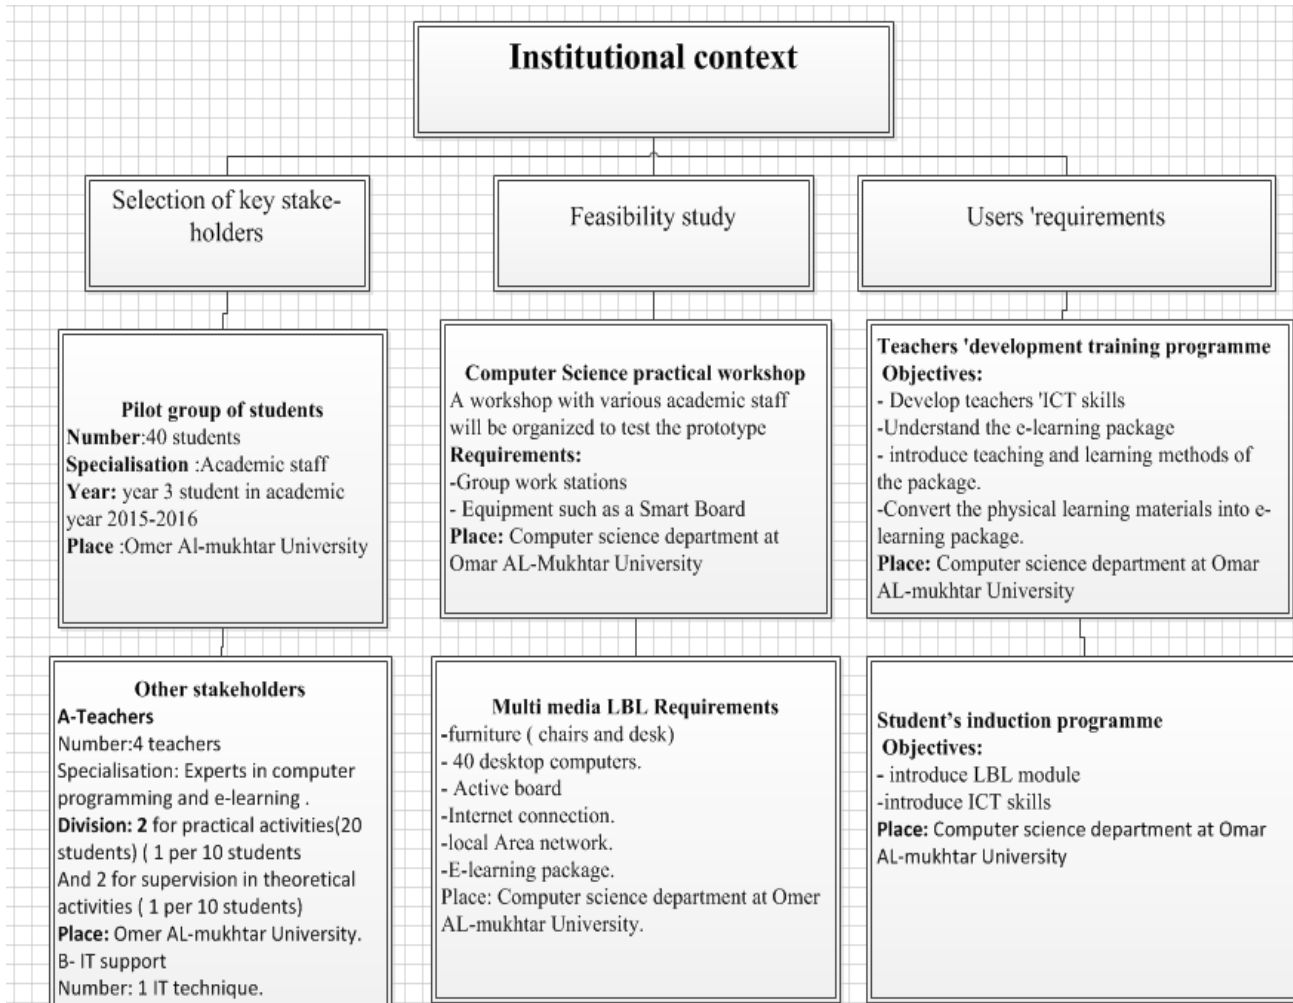 Institutional context
Selection of key stake-
holders
Feasibility study
Users 'requirements
Pilot group of students
Number:40 students
Specialisation :Academic staff
Year: year 3 student in academic
year 2015-2016
Place :Omer Al-mukhtar University
Computer Science practical workshop
A workshop with various academic staff
will be organized to test the prototype
Requirements:
-Group work stations
- Equipment such as a Smart Board
Place: Computer science department at
Omar AL-Mukhtar University
Teachers 'development training programme
Objectives:
- Develop teachers 'ICT skills
-Understand the e-learning package
- introduce teaching and learning methods of
the package.
-Convert the physical learning materials into e-
learning package.
Place: Computer science department at Omar
AL-mukhtar University
Other stakeholders
A-Teachers
Number:4 teachers
Specialisation: Experts in computer
programming and e-learning .
Division: 2 for practical activities(20
students) ( 1 per 10 students
And 2 for supervision in theoretical
activities ( 1 per 10 students)
Place: Omer AL-mukhtar University.
B- IT support
Number: 1 IT technique.
Multi media LBL Requirements
-furniture ( chairs and desk)
- 40 desktop computers.
- Active board
-Internet connection.
-local Area network.
-E-learning package.
Place: Computer science department at Omer
AL-mukhtar University.
Student's induction programme
Objectives:
- introduce LBL module
-introduce ICT skills
Place: Computer science department at Omar
AL-mukhtar University